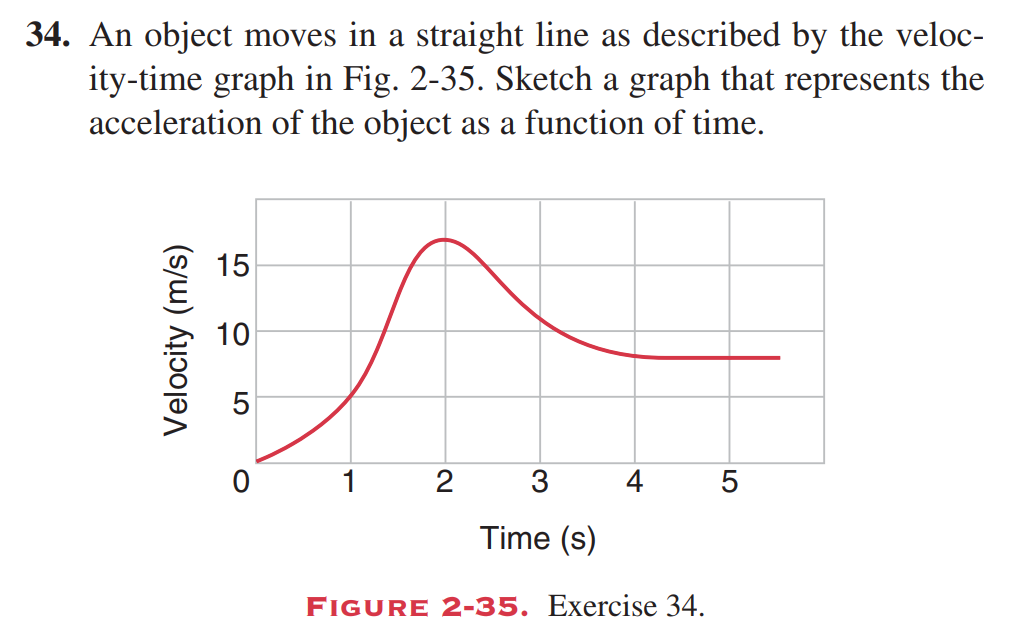 34. An object moves in a straight line as described by the veloc-
ity-time graph in Fig. 2-35. Sketch a graph that represents the
acceleration of the object as a function of time.
Velocity (m/s)
15
10
5
0 1 2 3 4 5
Time (s)
FIGURE 2-35. Exercise 34.